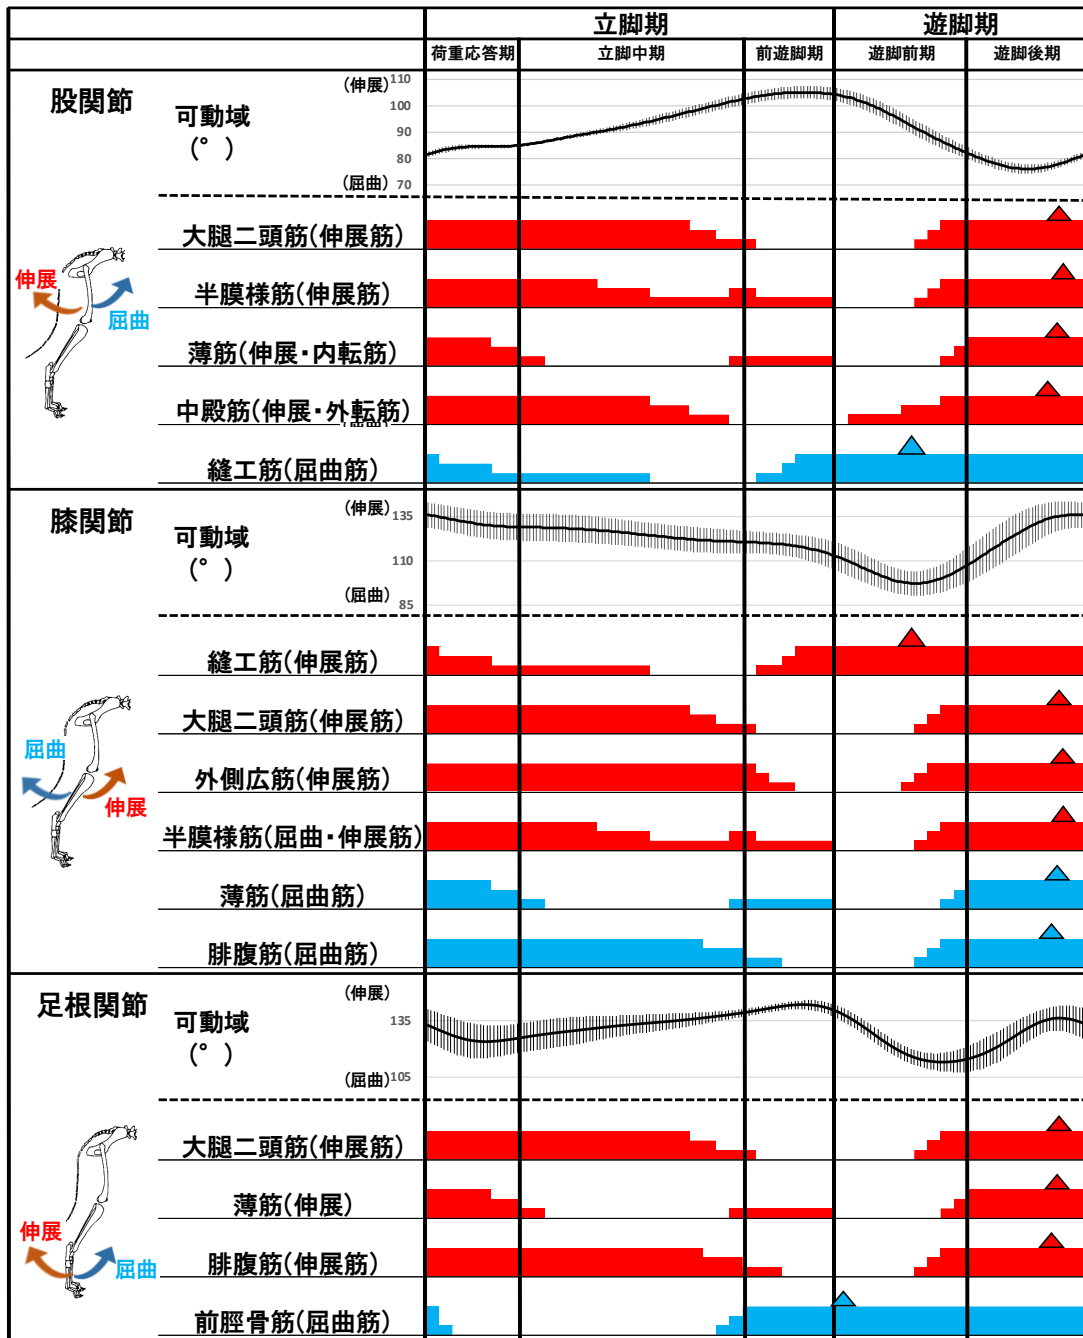 立脚期 遊脚期
荷重応答期 立脚中期 前遊脚期 遊脚前期 遊脚後期
股関節
可動域
(°)
(伸展)
110
100
90
80
(屈曲) 70
伸展
屈曲
大腿二頭筋(伸展筋)
半膜様筋(伸展筋)
薄筋(伸展・内転筋)
中殿筋(伸展・外転筋)
縫工筋(屈曲筋)
膝関節
可動域
(°)
(伸展)
135
110
(屈曲)
85
屈曲
伸展
縫工筋(伸展筋)
大腿二頭筋(伸展筋)
外側広筋(伸展筋)
半膜様筋(屈曲・伸展筋)
薄筋(屈曲筋)
腓腹筋(屈曲筋)
足根関節
可動域
(°)
(伸展)
135
(屈曲) 105
伸展
屈曲
大腿二頭筋(伸展筋)
薄筋(伸展)
腓腹筋(伸展筋)
前脛骨筋(屈曲筋)